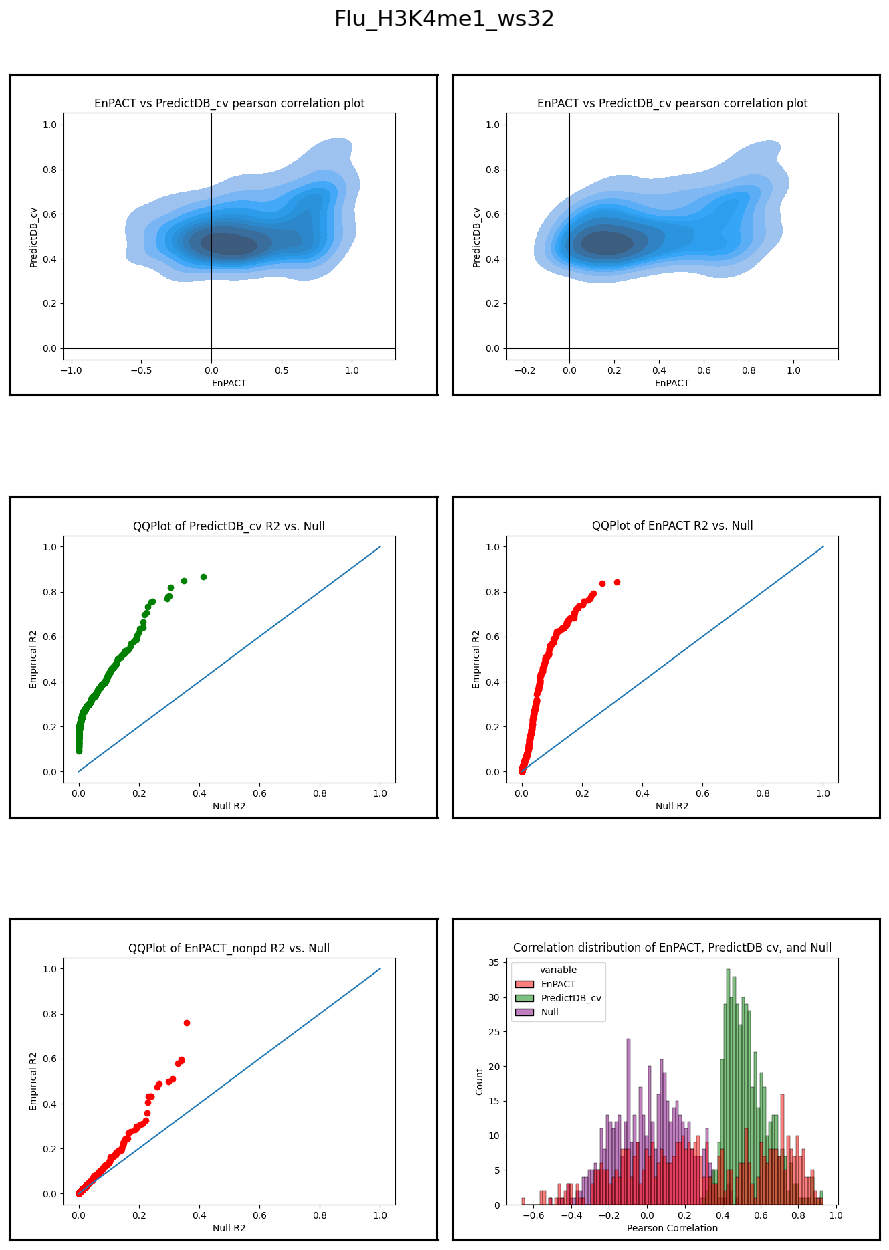 Flu_H3K4me1_ws32
EnPACT vs PredictDB_cv pearson correlation plot
1.0
0.8
0.6
0.4
0.2
0.0
PredictDB_cv
−1.0 −0.5 0.0 0.5 1.0
EnPACT
EnPACT vs PredictDB_cv pearson correlation plot
1.0
0.8
0.6
0.4
0.2
0.0
PredictDB_cv
−0.2 0.0 0.2 0.4 0.6 0.8 1.0
EnPACT
QQPlot of PredictDB_cv R2 vs. Null
1.0
0.8
0.6
0.4
0.2
0.0
Empirical R2
0.0 0.2 0.4 0.6 0.8 1.0
Null R2
QQPlot of EnPACT R2 vs. Null
1.0
0.8
0.6
0.4
0.2
0.0
Empirical R2
0.0 0.2 0.4 0.6 0.8 1.0
Null R2
QQPlot of EnPACT_nonpd R2 vs. Null
1.0
0.8
0.6
0.4
0.2
0.0
Empirical R2
0.0 0.2 0.4 0.6 0.8 1.0
Null R2
Correlation distribution of EnPACT, PredictDB cv, and Null
variable
EnPACT
PredictDB_cv
Null
35
30
25
20
15
10
5
0
Count
−0.6 −0.4 −0.2 0.0 0.2 0.4 0.6 0.8 1.0
Pearson Correlation